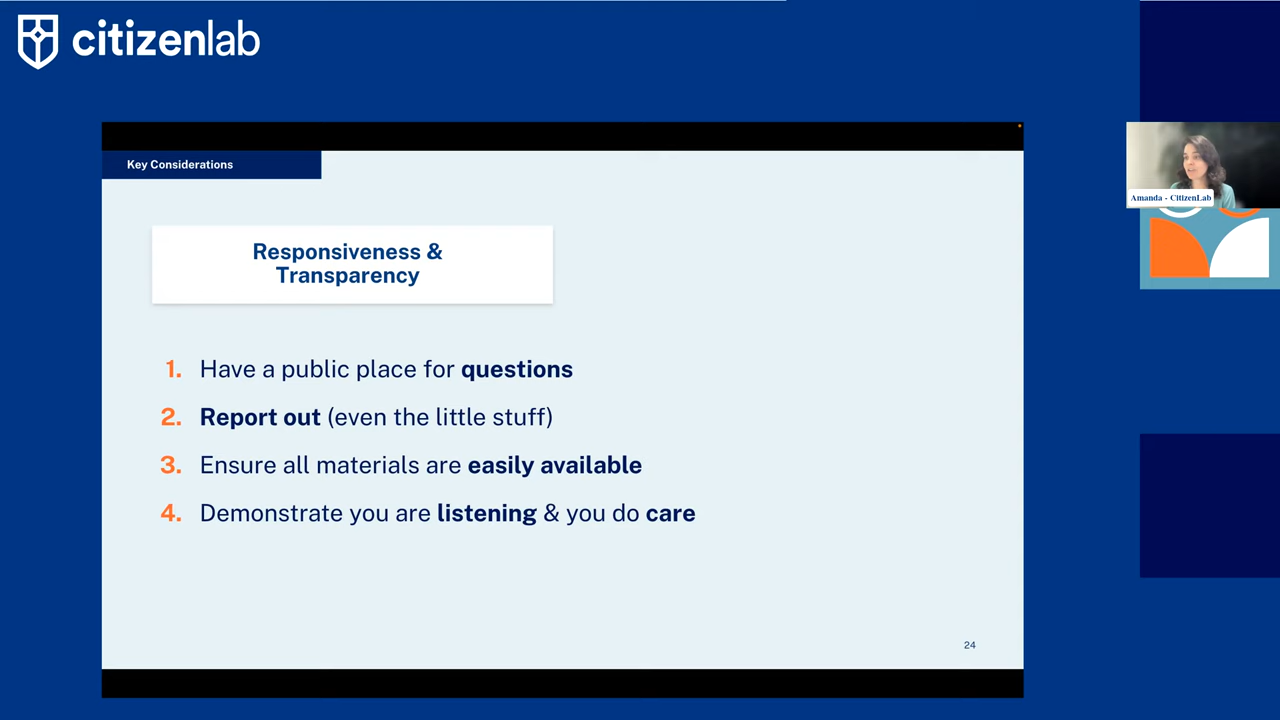 citizenlab
Key Considerations
Responsiveness &
Transparency
1. Have a public place for questions
2. Report out (even the little stuff)
3. Ensure all materials are easily available
4. Demonstrate you are listening & you do care
24
Amanda - CitizenLab